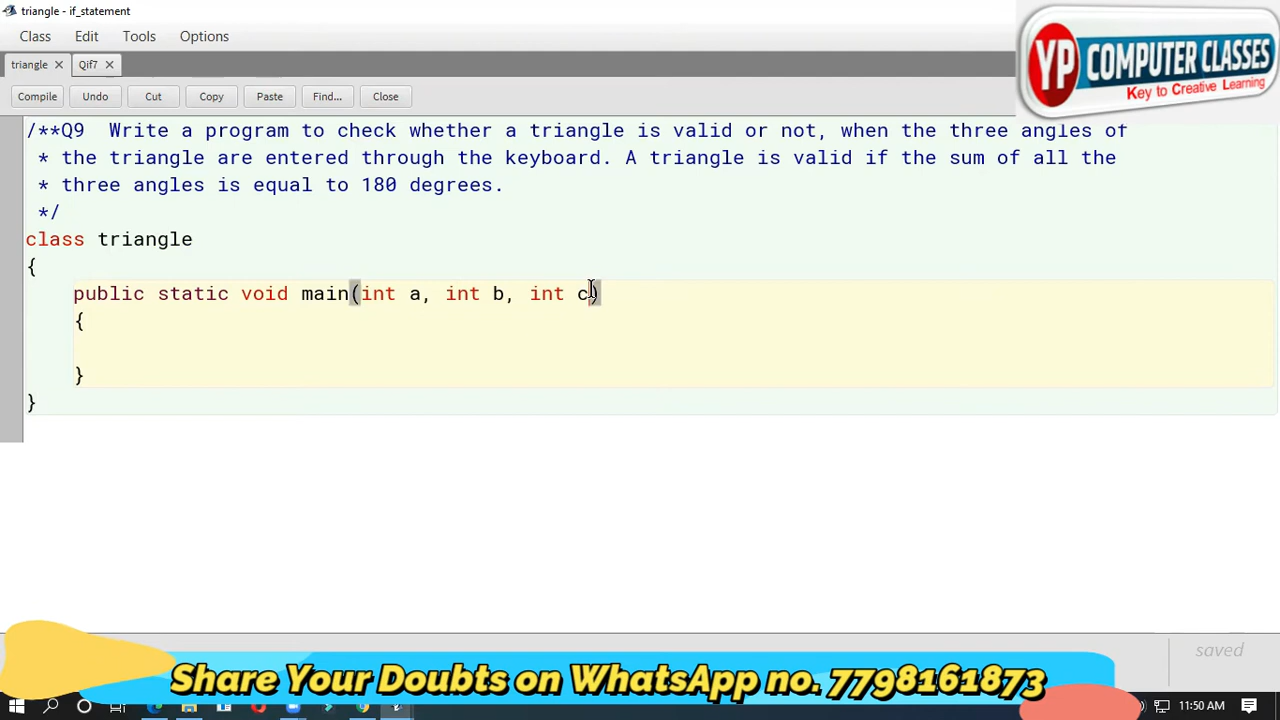 triangle - if_statement
Class Edit Tools Options
triangle ✕ Qif7 ✕
Compile Undo Cut Copy Paste Find... Close
YP COMPUTER CLASSES
Key to Creative Learning
/**Q9  Write a program to check whether a triangle is valid or not, when the three angles of
 * the triangle are entered through the keyboard. A triangle is valid if the sum of all the
 * three angles is equal to 180 degrees.
 */
class triangle
{
    public static void main(int a, int b, int c)
    {
    }
}
saved
Share Your Doubts on WhatsApp no. 7798161873
11:50 AM